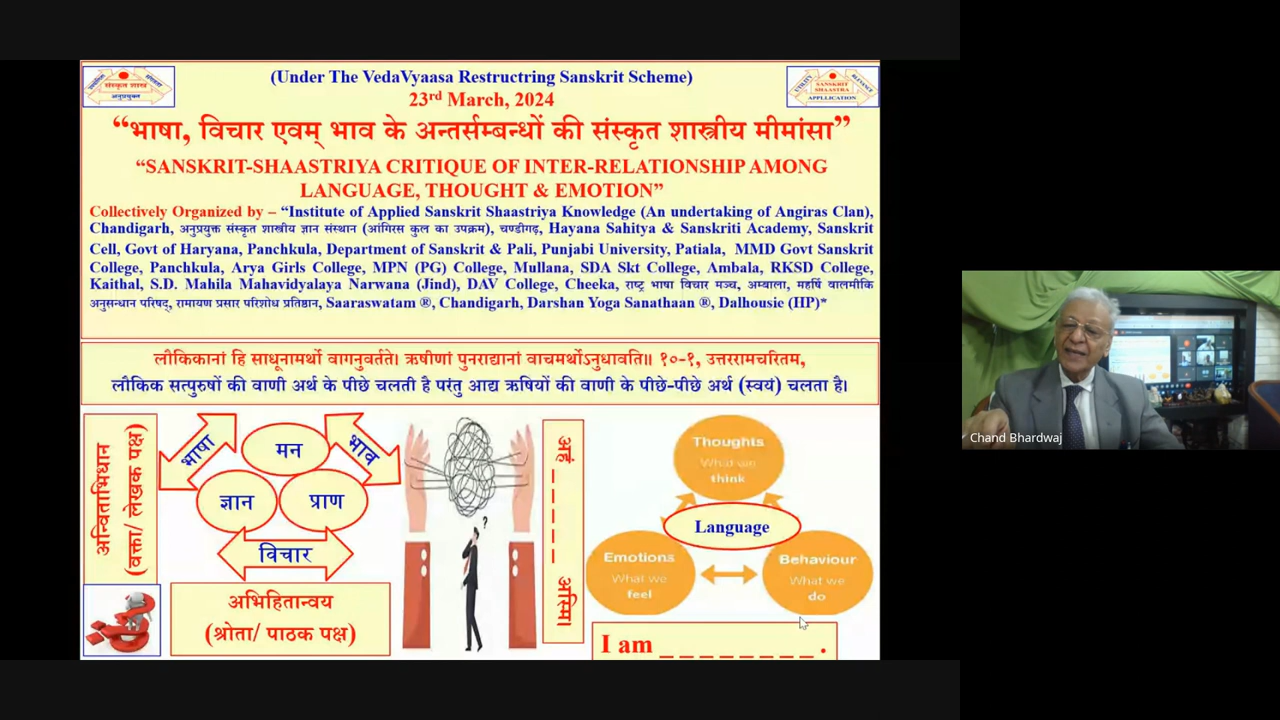 (Under The VedaVyaasa Restructring Sanskrit Scheme)
23rd March, 2024
“भाषा, विचार एवम् भाव के अन्तर्सम्बन्धों की संस्कृत शास्त्रीय मीमांसा”
“SANSKRIT-SHAASTRIYA CRITIQUE OF INTER-RELATIONSHIP AMONG
LANGUAGE, THOUGHT & EMOTION”
Collectively Organized by – “Institute of Applied Sanskrit Shaastriya Knowledge (An undertaking of Angiras Clan),
Chandigarh, अनुप्रयुक्त संस्कृत शास्त्रीय ज्ञान संस्थान (आंगिरस कुल का उपक्रम), चण्डीगढ़, Hayana Sahitya & Sanskriti Academy, Sanskrit
Cell, Govt of Haryana, Panchkula, Department of Sanskrit & Pali, Punjabi University, Patiala, MMD Govt Sanskrit
College, Panchkula, Arya Girls College, MPN (PG) College, Mullana, SDA Skt College, Ambala, RKSD College,
Kaithal, S.D. Mahila Mahavidyalaya Narwana (Jind), DAV College, Cheeka, राष्ट्र भाषा विचार मञ्च, अम्बाला, महर्षि वाल्मीकि
अनुसन्धान परिषद्, रामायण प्रसार परिशोध प्रतिष्ठान, Saaraswatam ®, Chandigarh, Darshan Yoga Sanathaan ®, Dalhousie (HP)*
संस्कृत शास्त्र
अनुप्रयुक्त
UTILITY
SANSKRIT
SHAASTRA
APPLLICATION
लौकिकानां हि साधूनामर्थो वागनुवर्तते। ऋषीणां पुनराद्यानां वाचमर्थोऽनुधावति॥ १०-१, उत्तररामचरितम,
लौकिक सत्पुरुषों की वाणी अर्थ के पीछे चलती है परंतु आद्य ऋषियों की वाणी के पीछे-पीछे अर्थ (स्वयं) चलता है।
अन्विताभिधान
(वक्ता/ लेखक पक्ष)
भाषा
मन
भाव
ज्ञान
प्राण
विचार
अभिहितान्वय
(श्रोता/ पाठक पक्ष)
?
अहं _ _ _ _ _ _ अस्मि।
Thoughts
What we
think
Language
Emotions
What we
feel
Behaviour
What we
do
I am _ _ _ _ _ _ _ _ .
Chand Bhardwaj